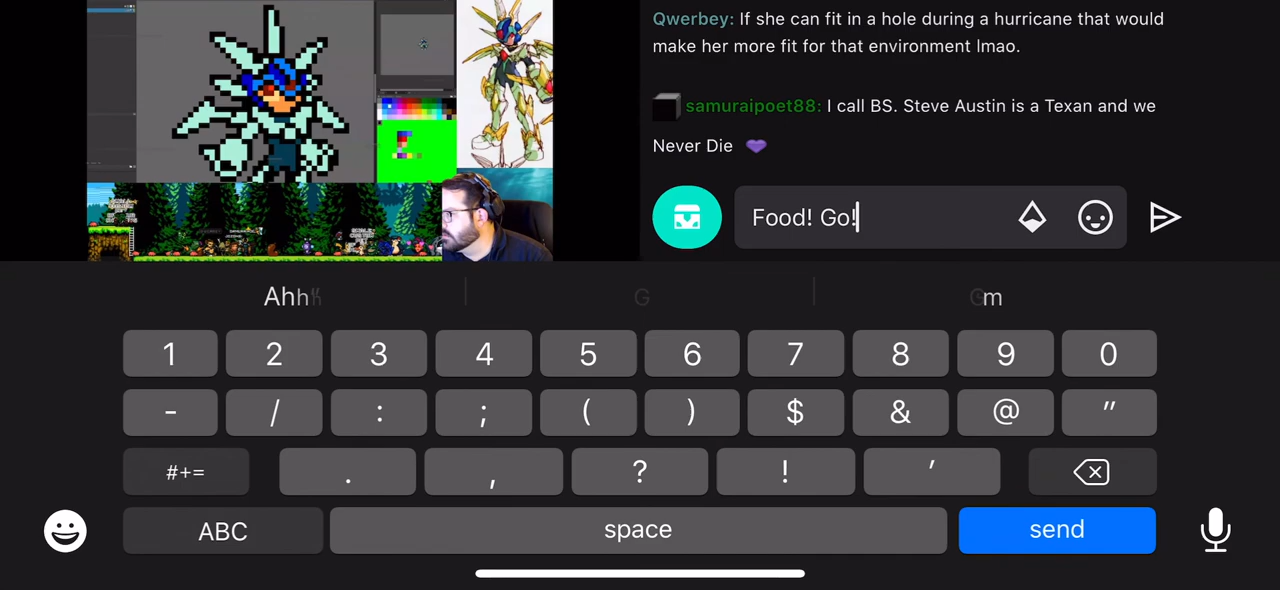 Qwerbey: If she can fit in a hole during a hurricane that would
make her more fit for that environment lmao.
samuraipoet88: I call BS. Steve Austin is a Texan and we
Never Die
Food! Go!
1 2 3 4 5 6 7 8 9 0
- / : ; ( ) $ & @ "
#+= . , ? ! '
ABC space send